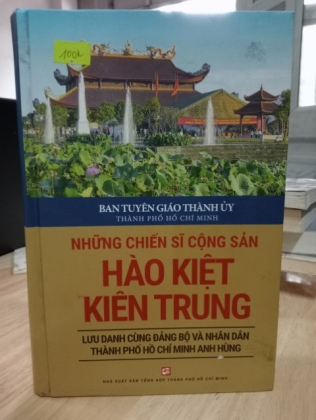 100k
BAN TUYÊN GIÁO THÀNH ỦY
THÀNH PHỐ HỒ CHÍ MINH
NHỮNG CHIẾN SĨ CỘNG SẢN
HÀO KIỆT
KIÊN TRUNG
LƯU DANH CÙNG ĐẢNG BỘ VÀ NHÂN DÂN
THÀNH PHỐ HỒ CHÍ MINH ANH HÙNG
NHÀ XUẤT BẢN TỔNG HỢP THÀNH PHỐ HỒ CHÍ MINH